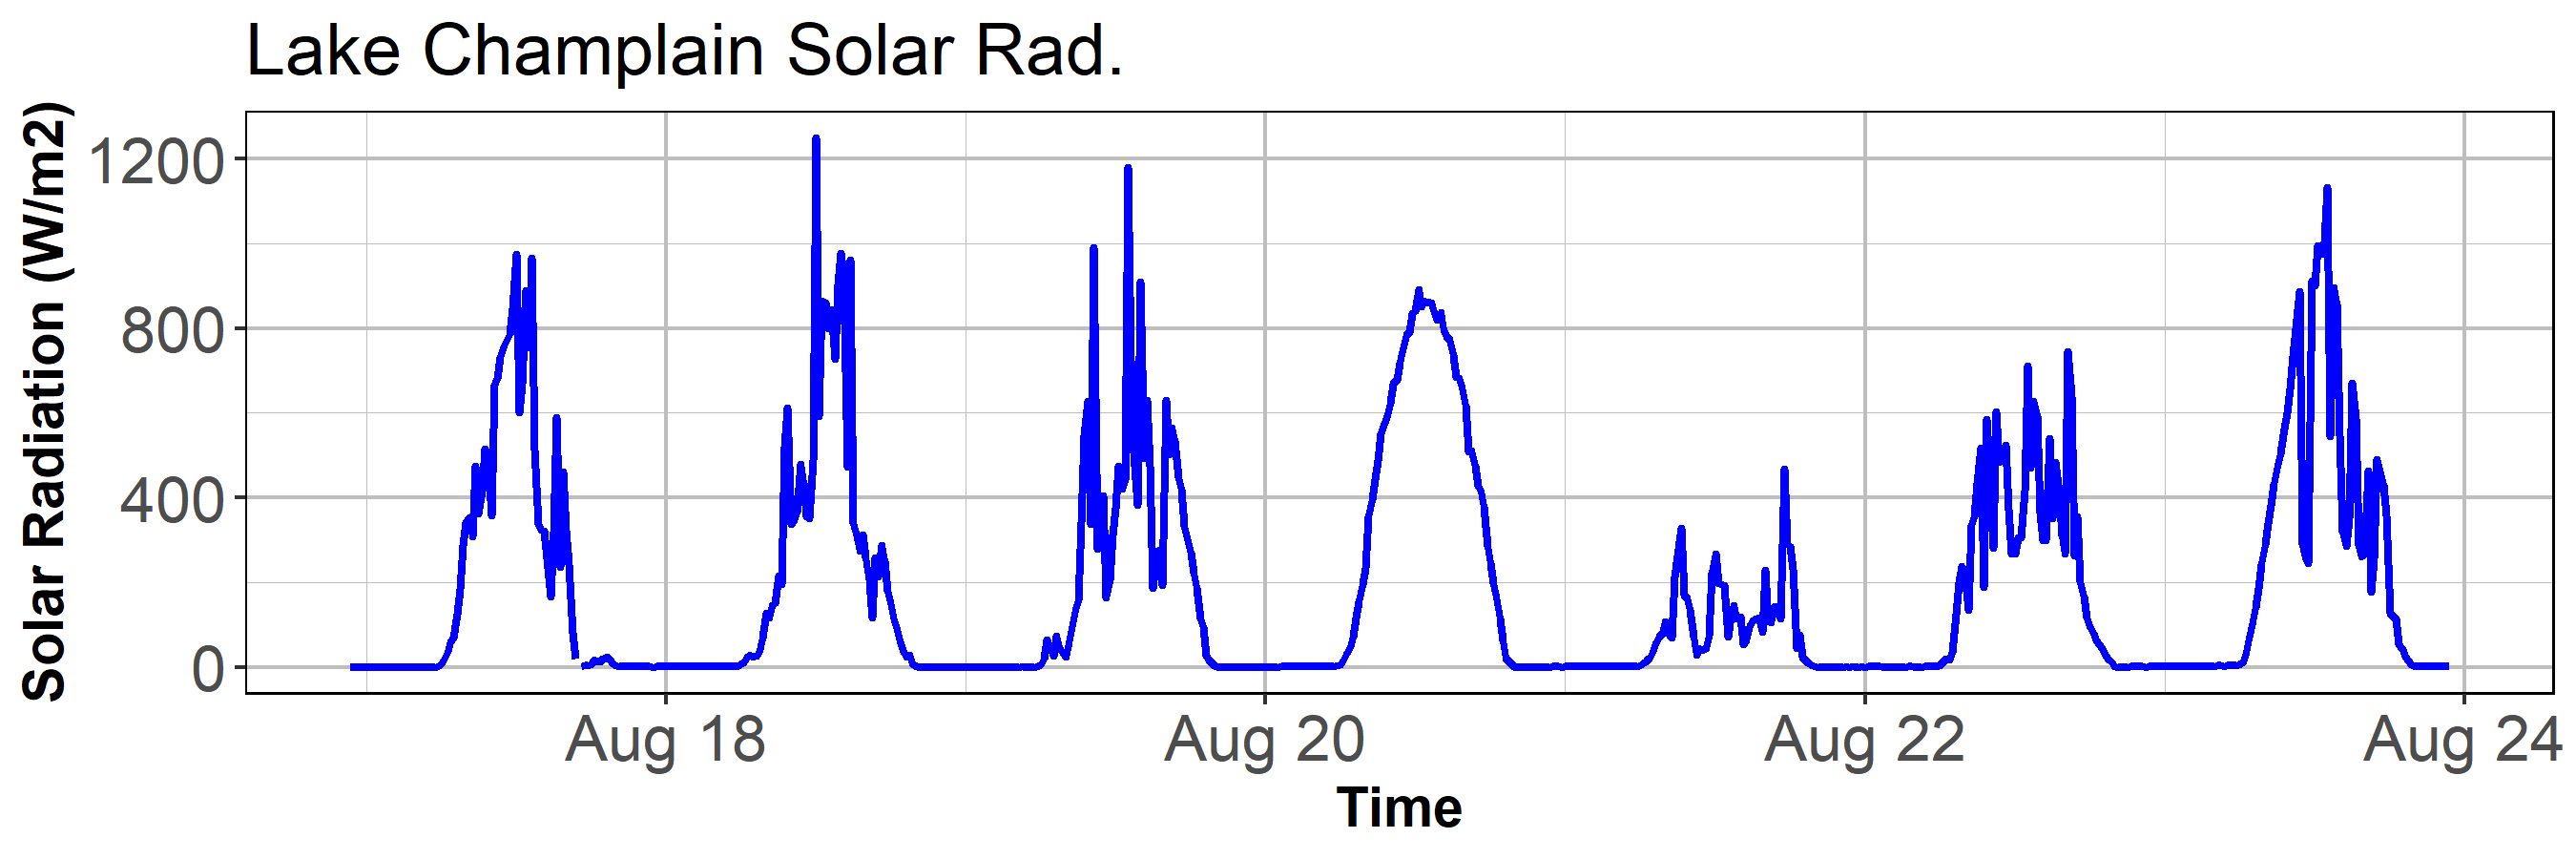 Lake Champlain Solar Rad.
Solar Radiation (W/m2)
1200
800
400
0
Aug 18
Aug 20
Aug 22
Aug 24
Time